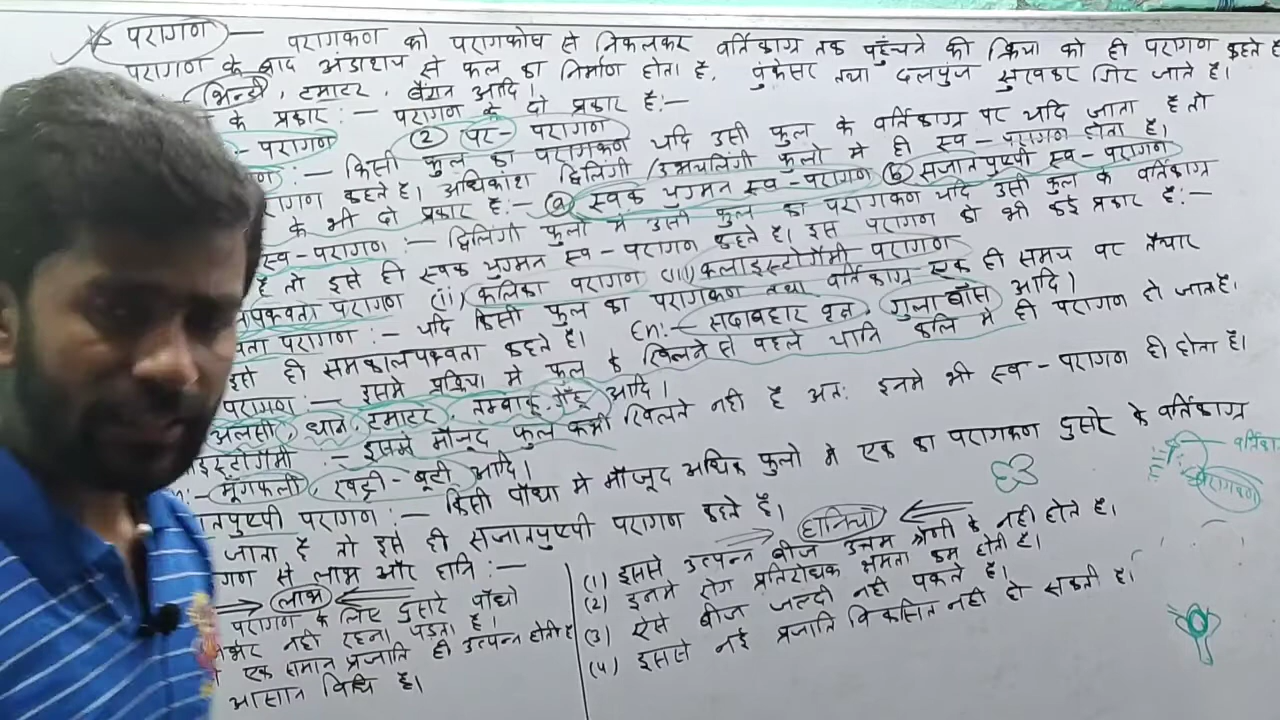 परागण — परागकण को परागकोष से निकलकर वर्तिकाग्र तक पहुँचने की क्रिया को ही परागण कहते है
परागण के बाद अंडाशय से फल का निर्माण होता है, पुंकेसर तथा दलपुंज सुखकर गिर जाते है।
भिन्डी, टमाटर, बैंगन आदि।
के प्रकार :— परागण के दो प्रकार है:—
- परागण ② पर - परागण
:— किसी फुल का परागकण यदि उसी फुल के वर्तिकाग्र पर यदि जाता है तो
रागण कहते है। अधिकांश द्विलिंगी / उभयलिंगी फुलो मे ही स्व - परागण होता है।
के भी दो प्रकार है:— ⓐ स्वक युग्मन स्व - परागण ⓑ सजातपुष्पी स्व - परागण
स्व - परागण :— द्विलिंगी फुलो मे उसी फुल का परागकण यदि उसी फुल के वर्तिकाग्र
है तो इसे ही स्वक युग्मन स्व - परागण कहते है। इस परागण को भी कई प्रकार है:—
पक्वता परागण (ii) कलिका परागण (iii) क्लाइस्टोगैमी परागण
परागण :— यदि किसी फुल का परागकण तथा वर्तिकाग्र एक ही समय पर तैयार
इसे ही समकालपक्वता कहते है। En:— सदाबहार वृक्ष, गुलाबाँस आदि।
परागण :— इसमे प्रक्रिया मे फुल के खिलने से पहले यानि कलि मे ही परागण हो जाता है।
अलसी, धान, टमाटर, तम्बाकू, गेंहू आदि।
इस्टोगैमी :— इसमे मौजूद फुल कभी खिलते नही है अतः इनमे भी स्व - परागण ही होता है।
:— मूँगफली, खट्टी - बूटी आदि।
तपुष्पी परागण :— किसी पौधा मे मौजूद अधिक फुलो मे एक का परागकण दुसरे के वर्तिकाग्र
जाता है तो इसे ही सजातपुष्पी परागण कहते है।
गण से लाभ और हानि :—
लाभ
परागण के लिए दुसरे पौधो
र्भर नही रहना पड़ता है।
एक समान प्रजाति ही उत्पन्न होती है
आसान विधि है।
हानियाँ
(1) इससे उत्पन्न बीज उत्तम श्रेणी के नही होते है।
(2) इनमे रोग प्रतिरोधक क्षमता कम होती है।
(3) ऐसे बीज जल्दी नही पकते है।
(4) इससे नई प्रजाति विकसित नही हो सकती है।
वर्तिका
परागकण